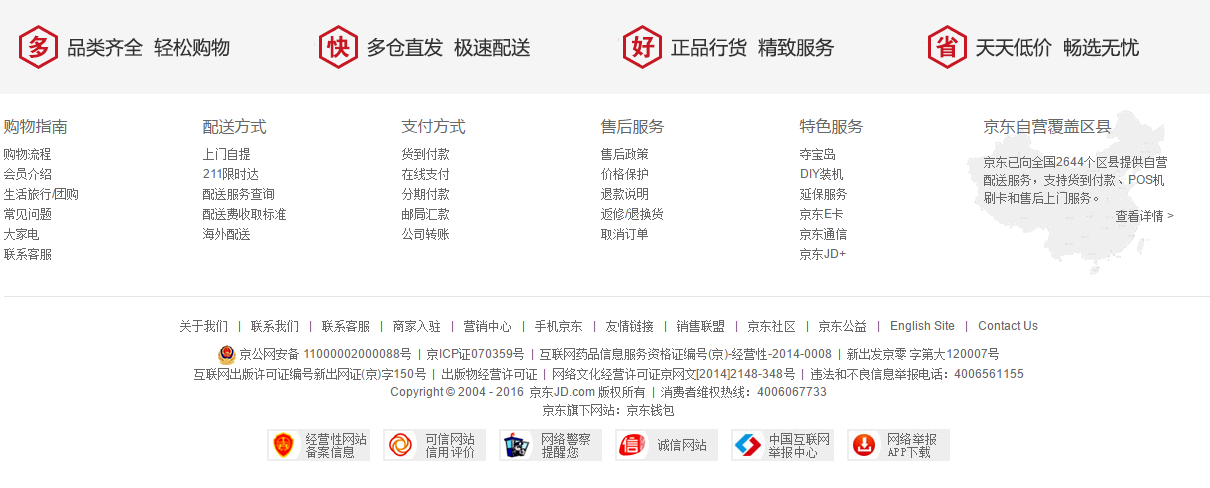 多 品类齐全 轻松购物
快 多仓直发 极速配送
好 正品行货 精致服务
省 天天低价 畅选无忧
购物指南
购物流程
会员介绍
生活旅行/团购
常见问题
大家电
联系客服
配送方式
上门自提
211限时达
配送服务查询
配送费收取标准
海外配送
支付方式
货到付款
在线支付
分期付款
邮局汇款
公司转账
售后服务
售后政策
价格保护
退款说明
返修/退换货
取消订单
特色服务
夺宝岛
DIY装机
延保服务
京东E卡
京东通信
京东JD+
京东自营覆盖区县
京东已向全国2644个区县提供自营
配送服务，支持货到付款、POS机
刷卡和售后上门服务。
查看详情 >
关于我们 | 联系我们 | 联系客服 | 商家入驻 | 营销中心 | 手机京东 | 友情链接 | 销售联盟 | 京东社区 | 京东公益 | English Site | Contact Us
京公网安备 11000002000088号 | 京ICP证070359号 | 互联网药品信息服务资格证编号(京)-经营性-2014-0008 | 新出发京零 字第大120007号
互联网出版许可证编号新出网证(京)字150号 | 出版物经营许可证 | 网络文化经营许可证京网文[2014]2148-348号 | 违法和不良信息举报电话：4006561155
Copyright © 2004 - 2016 京东JD.com 版权所有 | 消费者维权热线：4006067733
京东旗下网站：京东钱包
经营性网站
备案信息
可信网站
信用评价
网络警察
提醒您
诚信网站
中国互联网
举报中心
网络举报
APP下载